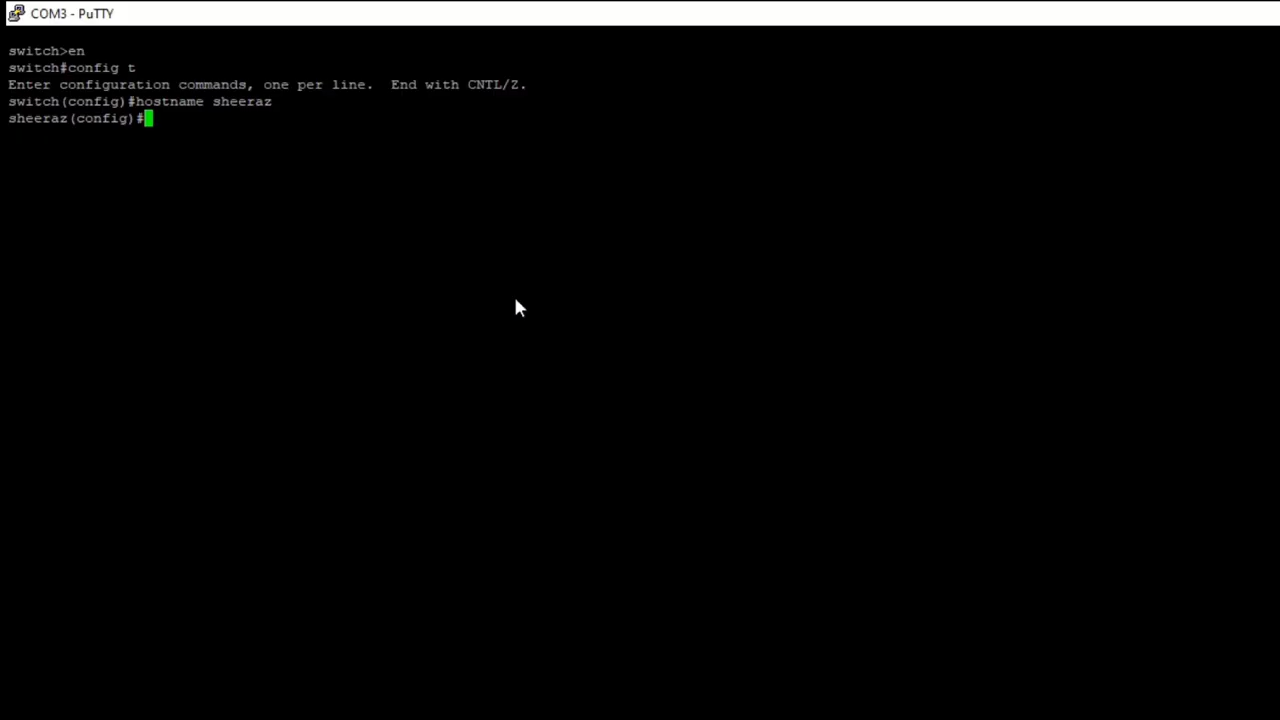 COM3 - PuTTY
switch>en
switch#config t
Enter configuration commands, one per line.  End with CNTL/Z.
switch(config)#hostname sheeraz
sheeraz(config)#